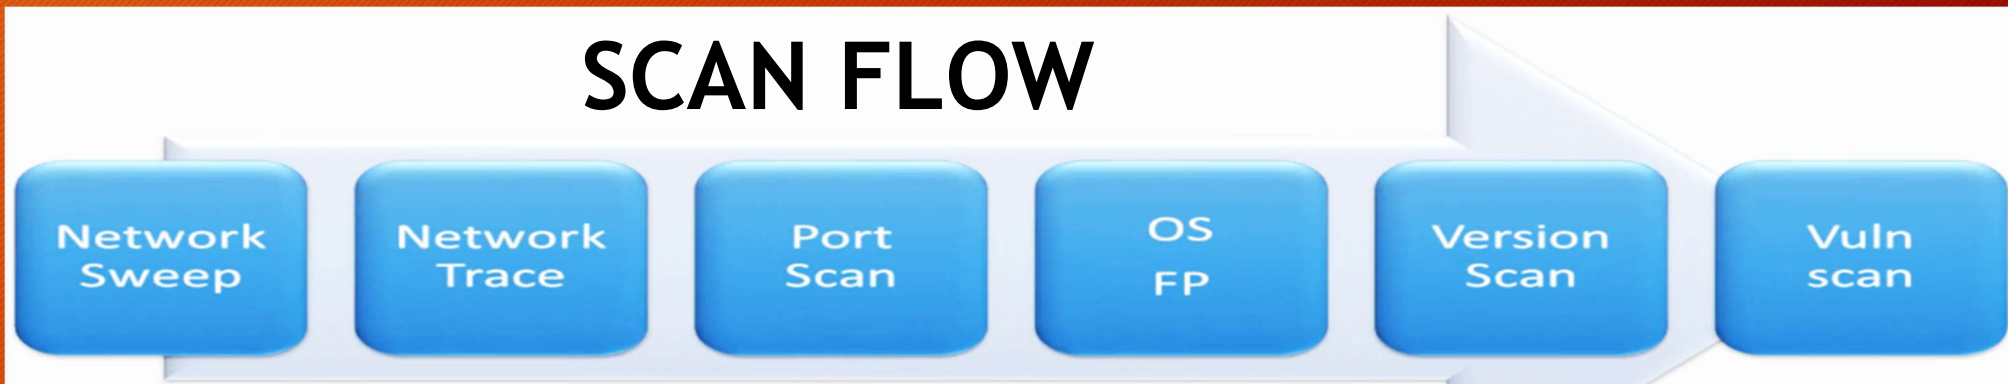 SCAN FLOW
Network
Sweep
Network
Trace
Port
Scan
OS
FP
Version
Scan
Vuln
scan